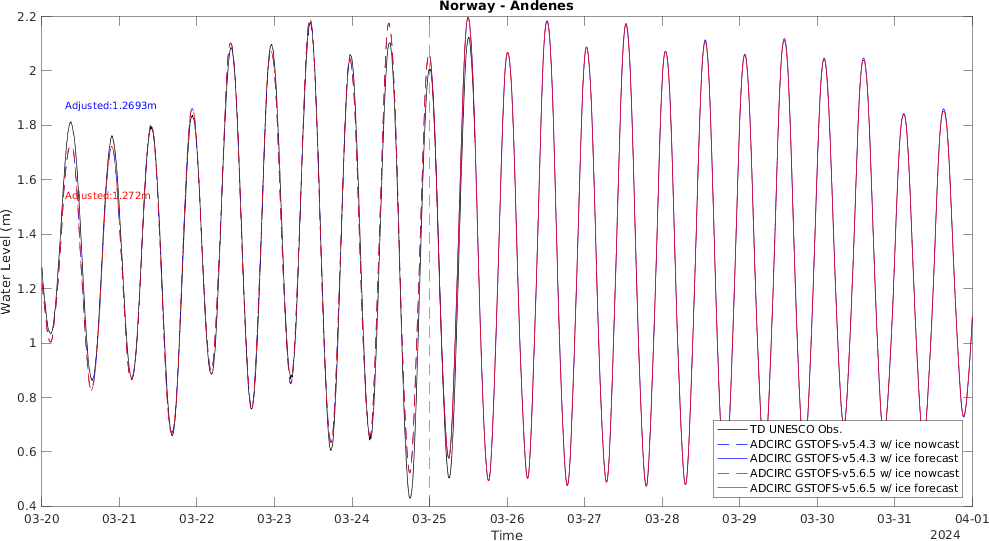 Norway - Andenes
2.2
2
1.8
1.6
1.4
1.2
1
0.8
0.6
0.4
Water Level (m)
Adjusted:1.2693m
Adjusted:1.272m
TD UNESCO Obs.
ADCIRC GSTOFS-v5.4.3 w/ ice nowcast
ADCIRC GSTOFS-v5.4.3 w/ ice forecast
ADCIRC GSTOFS-v5.6.5 w/ ice nowcast
ADCIRC GSTOFS-v5.6.5 w/ ice forecast
03-20 03-21 03-22 03-23 03-24 03-25 03-26 03-27 03-28 03-29 03-30 03-31 04-01
Time
2024